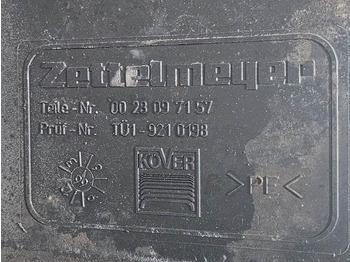 Zettelmeyer
Teile-Nr. 00 28 09 71 57
Prüf-Nr. TÜ1-921 0198
KÖVER
>PE<